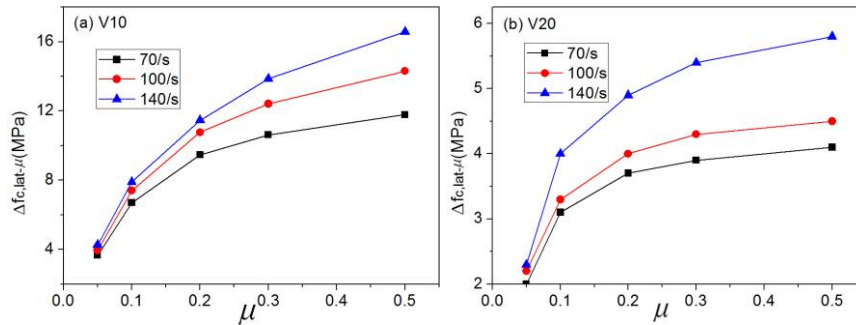 (a) V10
70/s
100/s
140/s
Δfc,lat-μ(MPa)
16
12
8
4
0.0 0.1 0.2 0.3 0.4 0.5
μ
(b) V20
70/s
100/s
140/s
Δfc,lat-μ(MPa)
6
5
4
3
2
0.0 0.1 0.2 0.3 0.4 0.5
μ